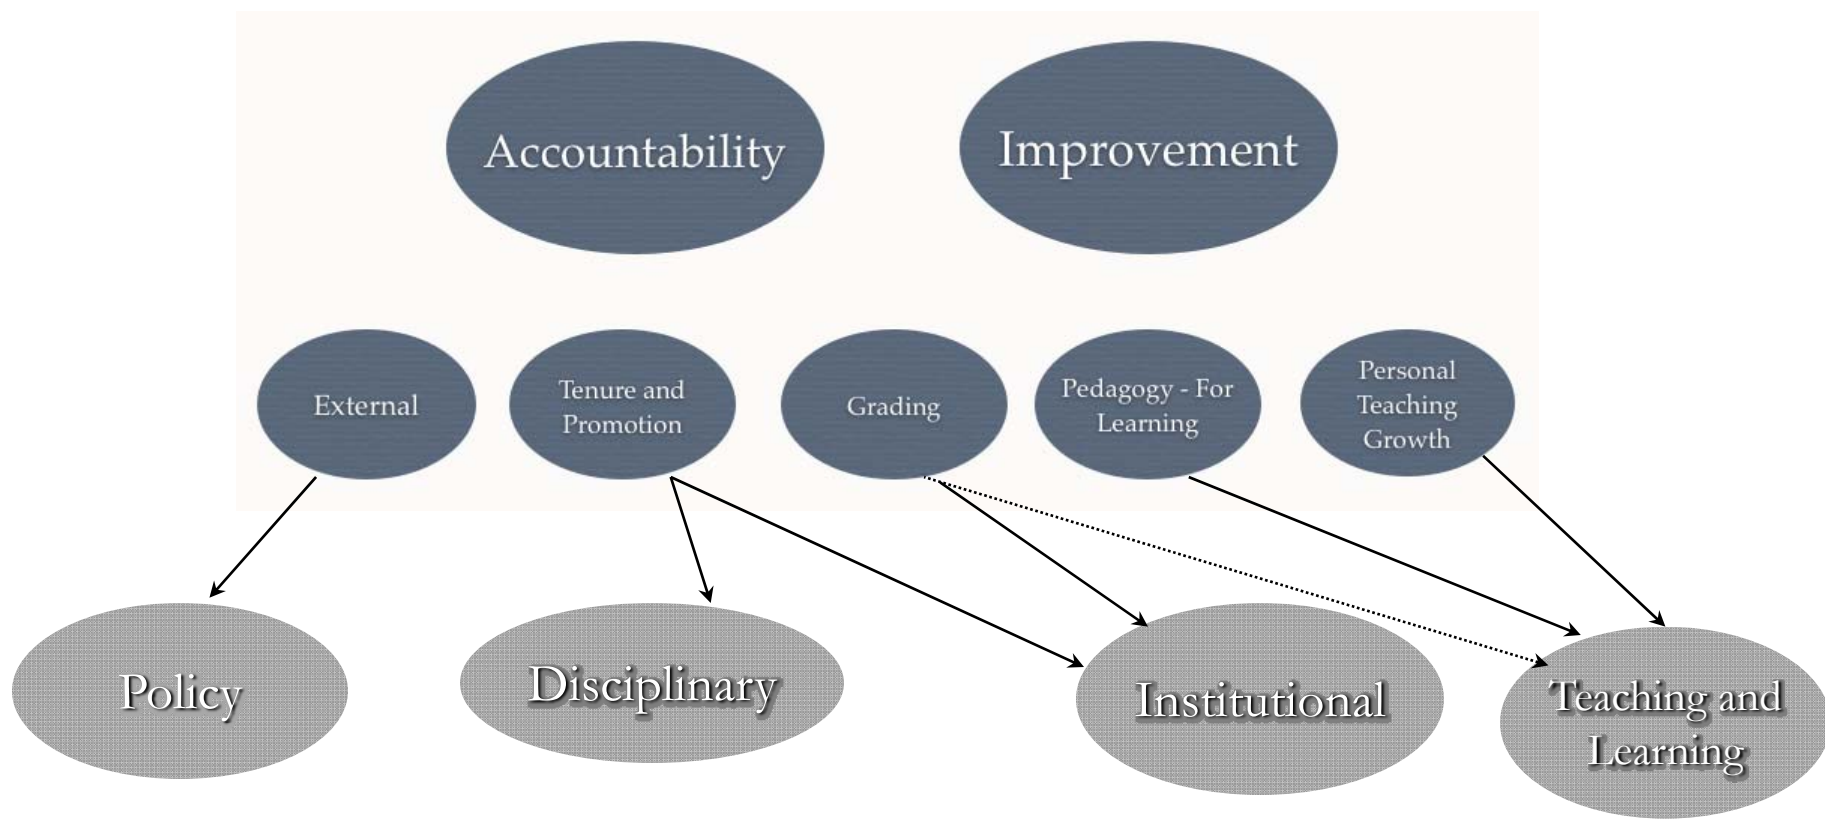 Accountability
Improvement
External
Tenure and
Promotion
Grading
Pedagogy - For
Learning
Personal
Teaching
Growth
Policy
Disciplinary
Institutional
Teaching and
Learning